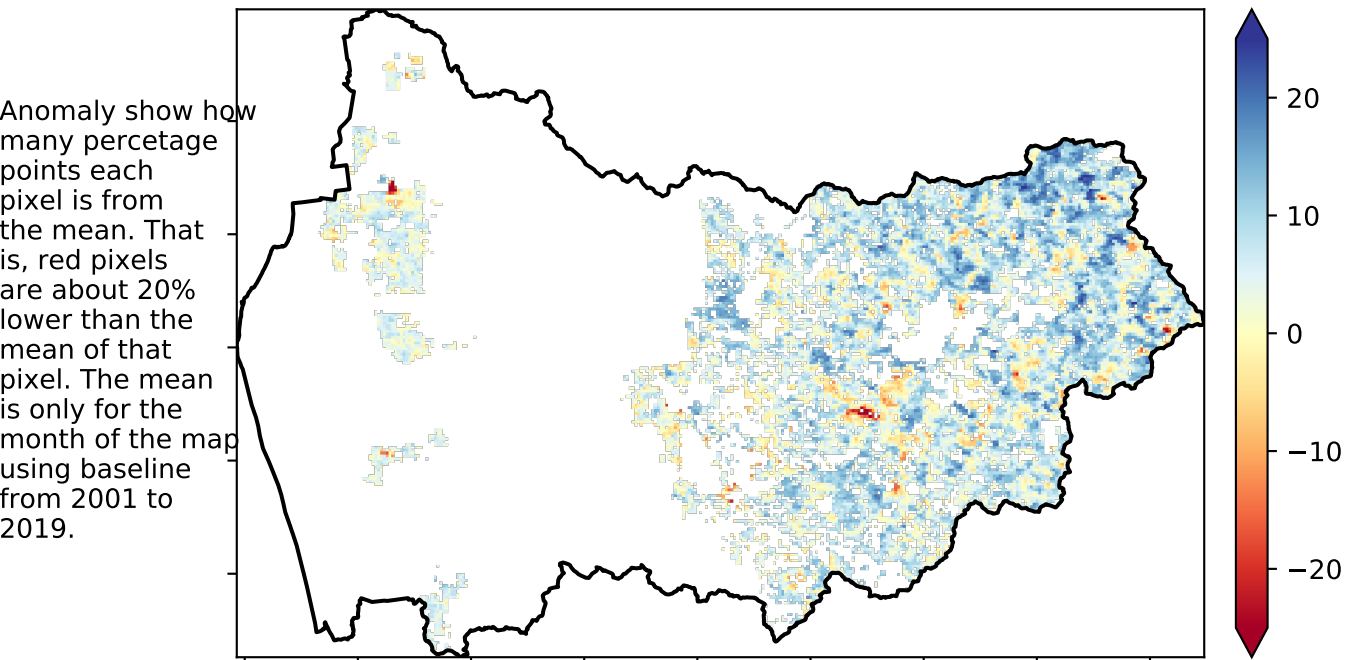 Anomaly show how
many percetage
points each
pixel is from
the mean. That
is, red pixels
are about 20%
lower than the
mean of that
pixel. The mean
is only for the
month of the map
using baseline
from 2001 to
2019.
20
10
0
−10
−20